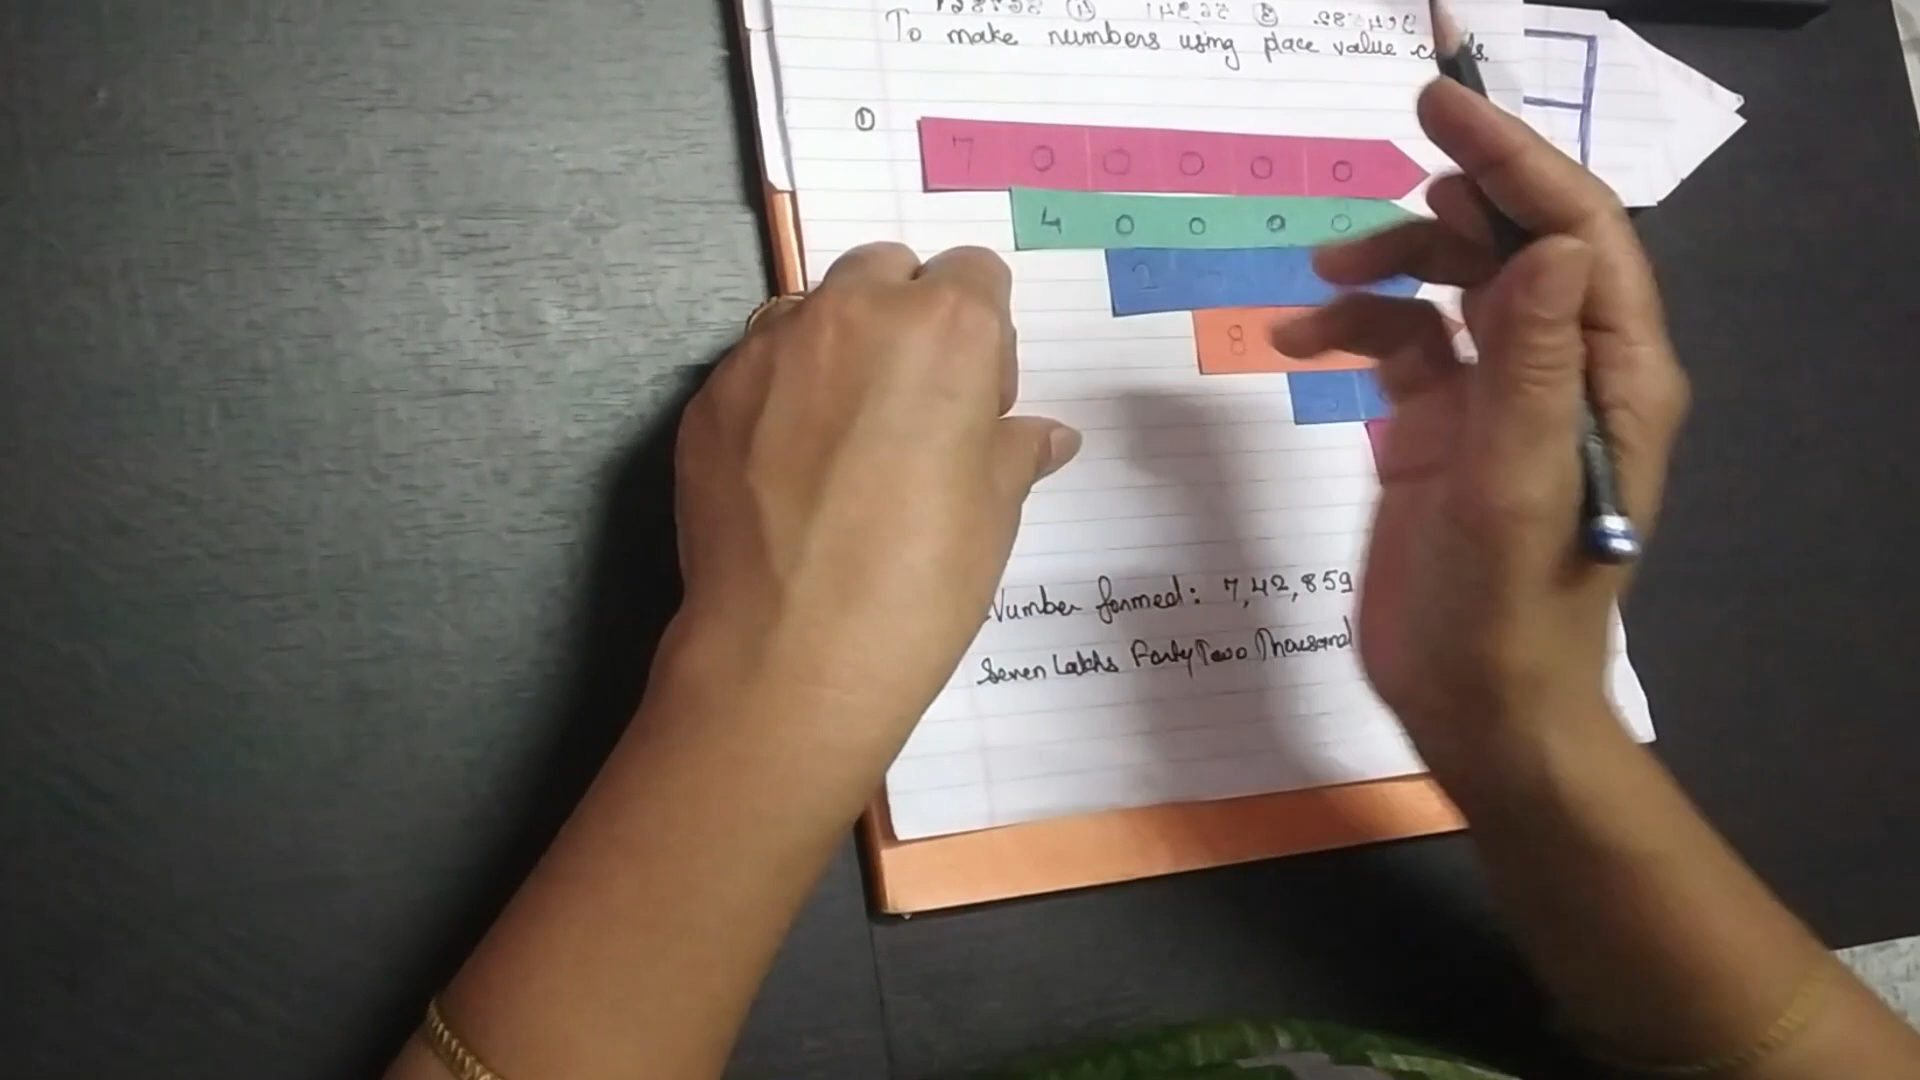 To make numbers using place value
①
7 0 0 0 0 0
4 0 0 0 0
2
8
Number formed: 7,42,859
Seven Lakhs Forty Two Thousand